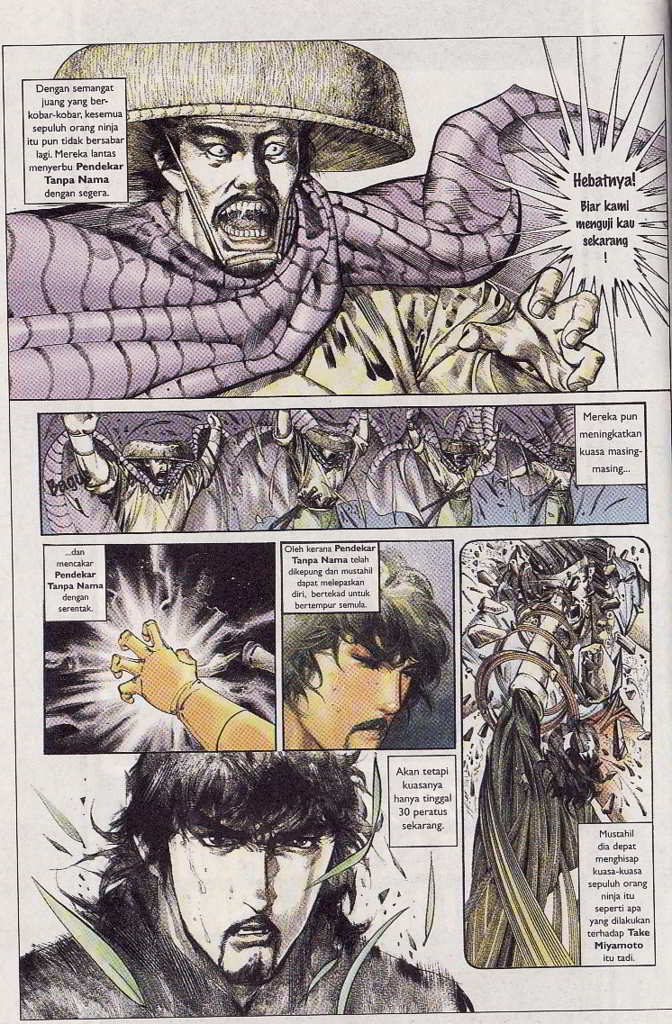 Dengan semangat
juang yang ber-
kobar-kobar, kesemua
sepuluh orang ninja
itu pun tidak bersabar
lagi. Mereka lantas
menyerbu Pendekar
Tanpa Nama
dengan segera.
Hebatnya!
Biar kami
menguji kau
sekarang
!
Mereka pun
meningkatkan
kuasa masing-
masing...
...dan
mencakar
Pendekar
Tanpa Nama
dengan
serentak.
Oleh kerana Pendekar
Tanpa Nama telah
dikepung dan mustahil
dapat melepaskan
diri, bertekad untuk
bertempur semula.
Akan tetapi
kuasanya
hanya tinggal
30 peratus
sekarang.
Mustahil
dia depat
menghisap
kuasa-kuasa
sepuluh orang
ninja itu
seperti apa
yang dilakukan
terhadap Take
Miyamoto
itu tadi.